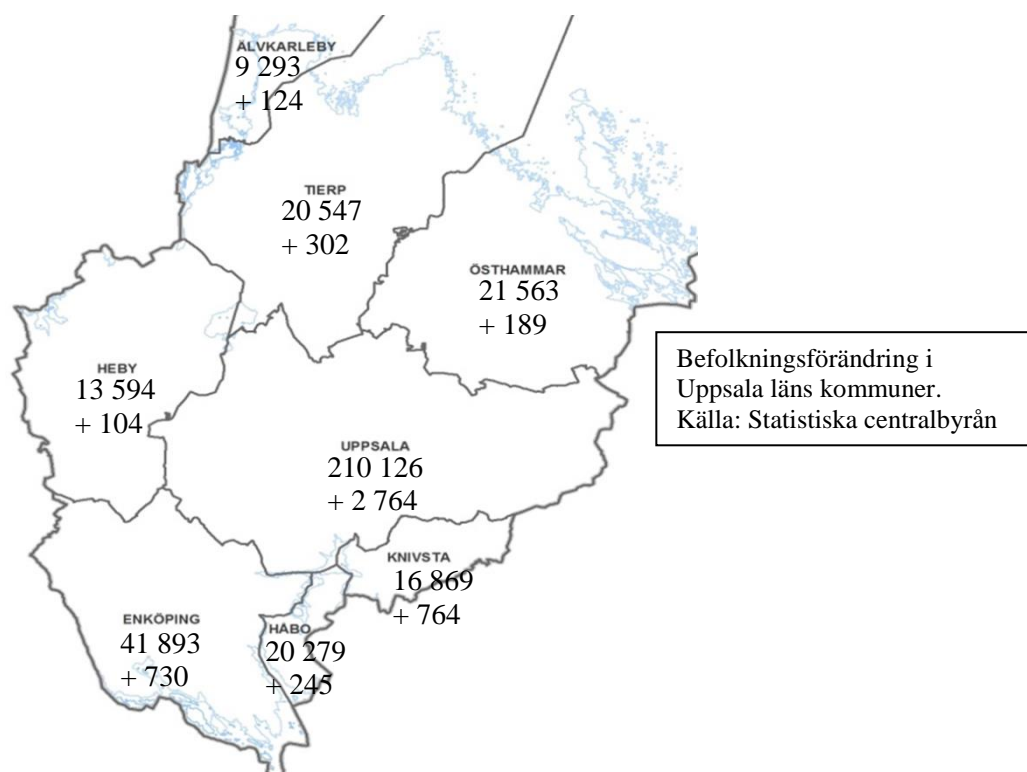 ÄLVKARLEBY
9 293
+ 124
TIERP
20 547
+ 302
ÖSTHAMMAR
21 563
+ 189
HEBY
13 594
+ 104
Befolkningsförändring i
Uppsala läns kommuner.
Källa: Statistiska centralbyrån
UPPSALA
210 126
+ 2 764
KNIVSTA
16 869
+ 764
ENKÖPING
41 893
+ 730
HÅBO
20 279
+ 245